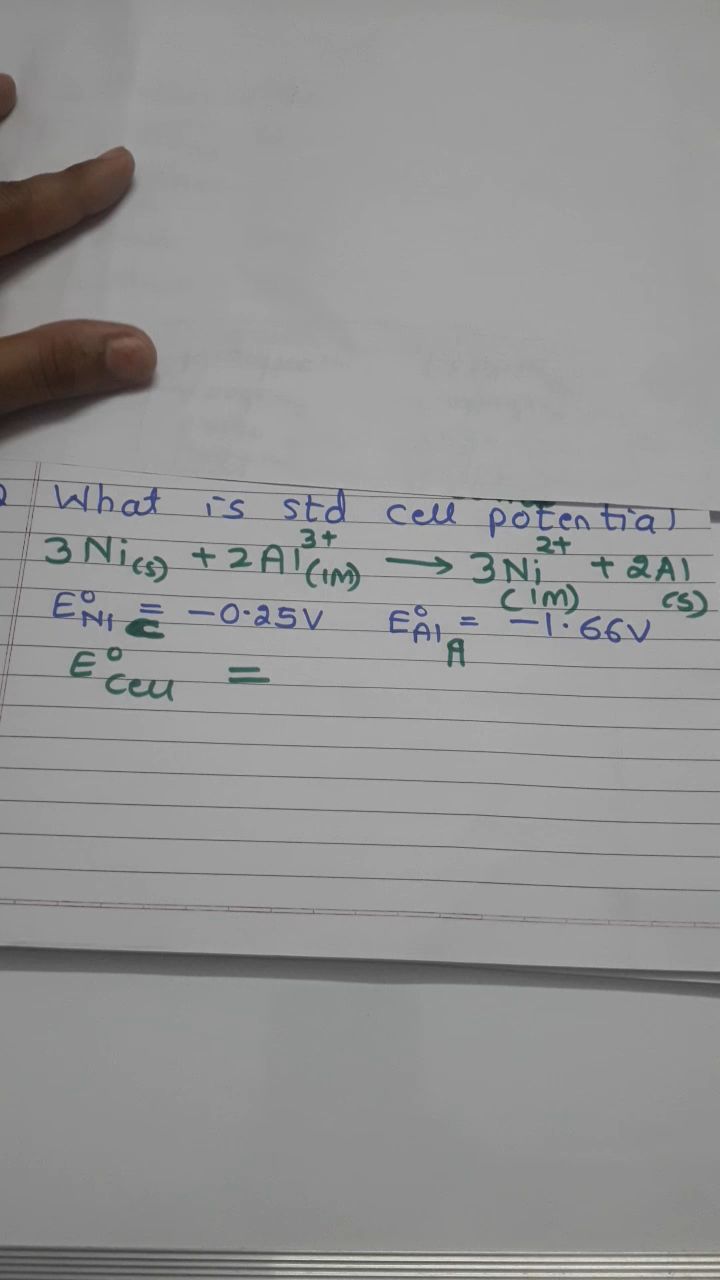 What is std cell potential
3Ni(s) + 2Al³⁺(1M) → 3Ni²⁺(1M) + 2Al(s)
E°Ni = -0.25V E°Al = -1.66V
C A
E°cell =